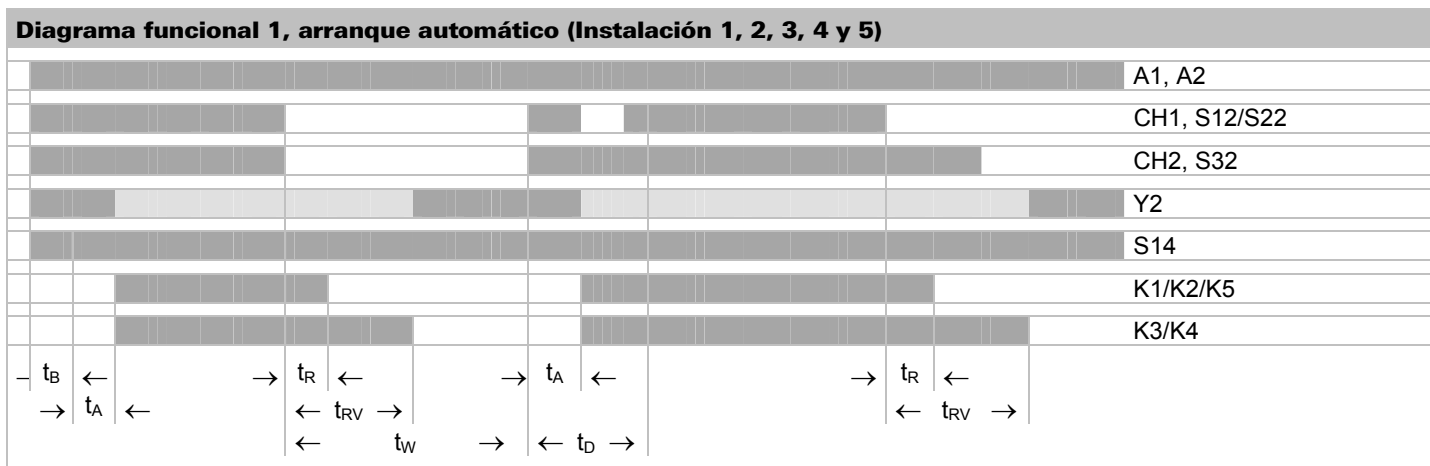 Diagrama funcional 1, arranque automático (Instalación 1, 2, 3, 4 y 5)
A1, A2
CH1, S12/S22
CH2, S32
Y2
S14
K1/K2/K5
K3/K4
tB ← → tR ← → tA ← → tR ←
→ tA ← ← tRV → ← tRV →
← tW → ← tD →